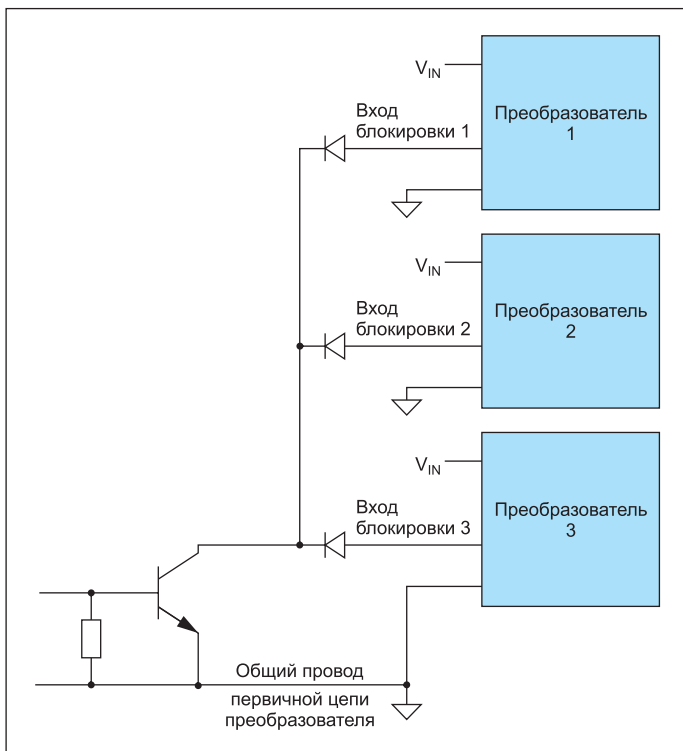 V_IN
Вход
блокировки 1
Преобразователь
1
V_IN
Вход
блокировки 2
Преобразователь
2
V_IN
Вход
блокировки 3
Преобразователь
3
Общий провод
первичной цепи
преобразователя